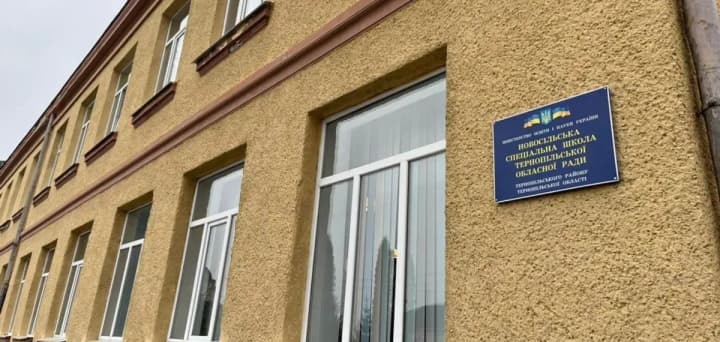 МІНІСТЕРСТВО ОСВІТИ І НАУКИ УКРАЇНИ
НОВОСІЛЬСЬКА
СПЕЦІАЛЬНА ШКОЛА
ТЕРНОПІЛЬСЬКОЇ
ОБЛАСНОЇ РАДИ
ТЕРНОПІЛЬСЬКОГО РАЙОНУ
ТЕРНОПІЛЬСЬКОЇ ОБЛАСТІ